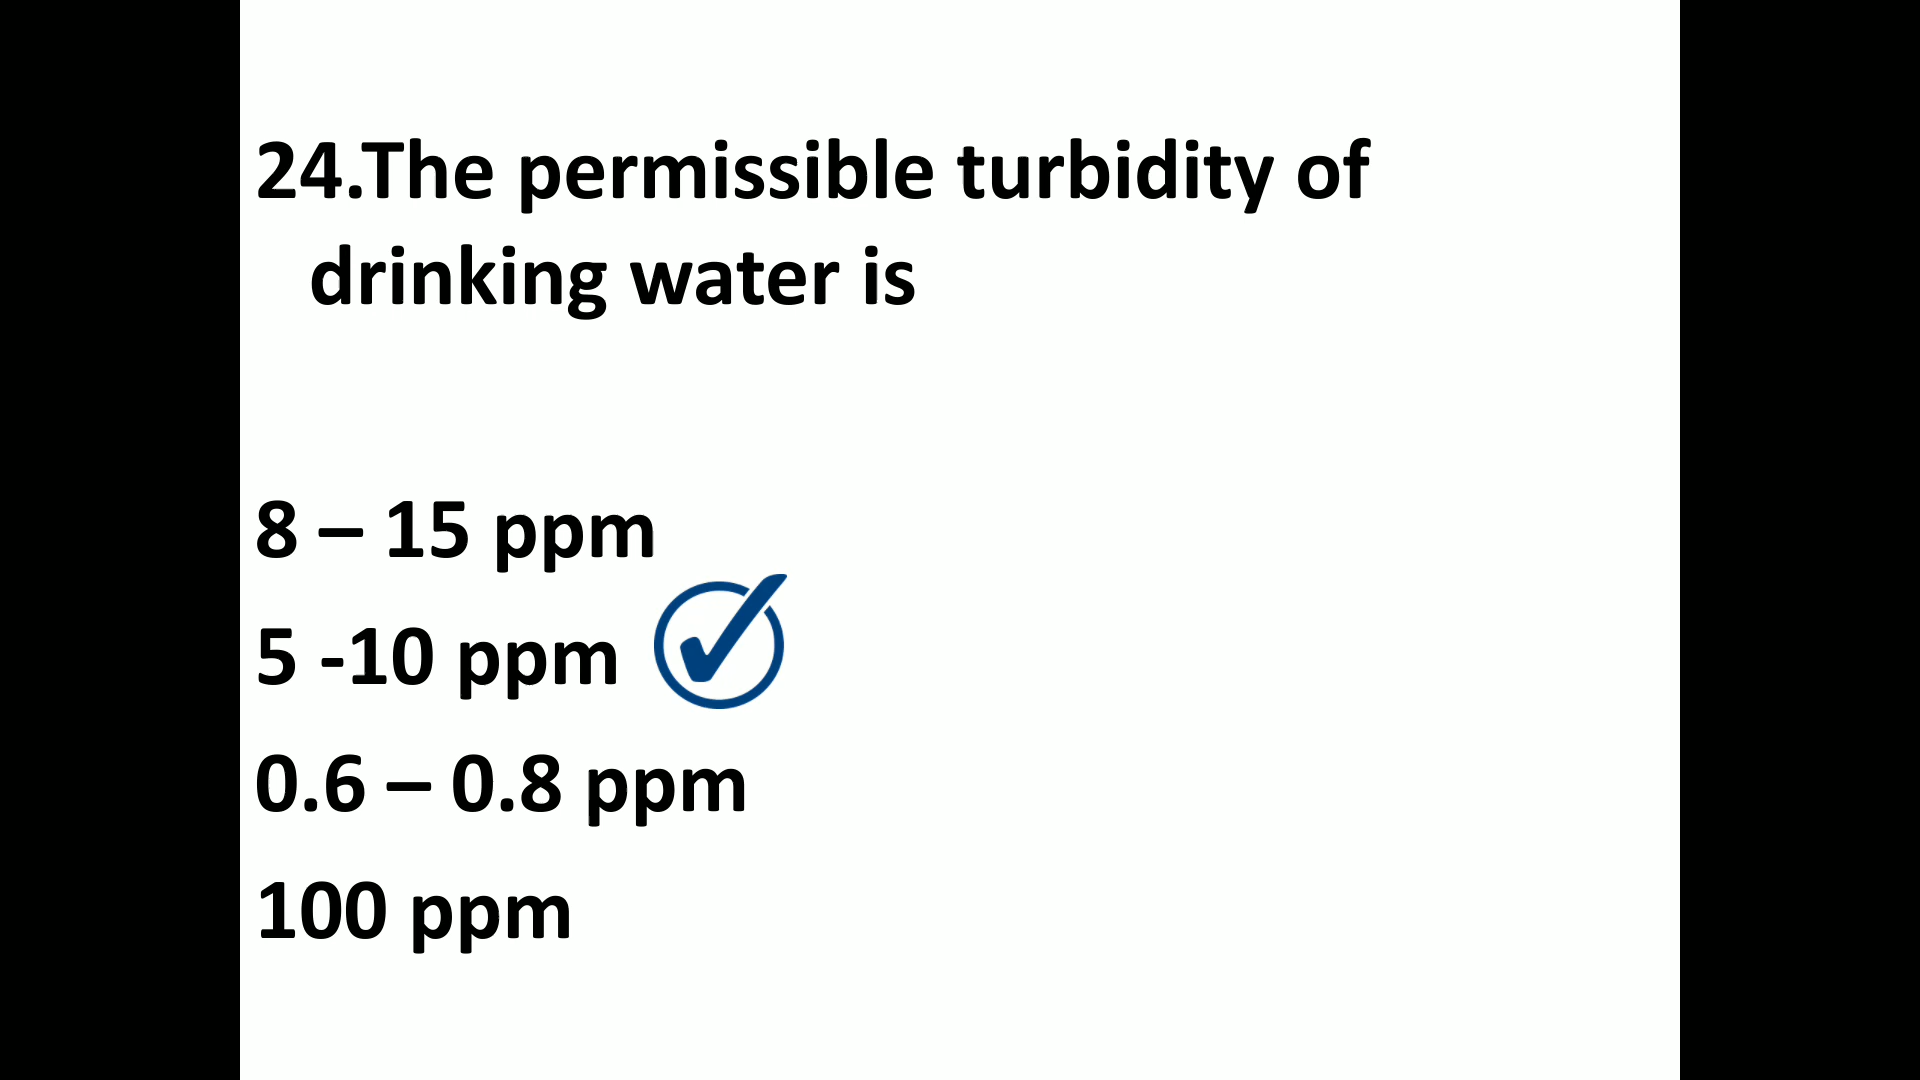 24.The permissible turbidity of
drinking water is
8 – 15 ppm
5 -10 ppm
0.6 – 0.8 ppm
100 ppm